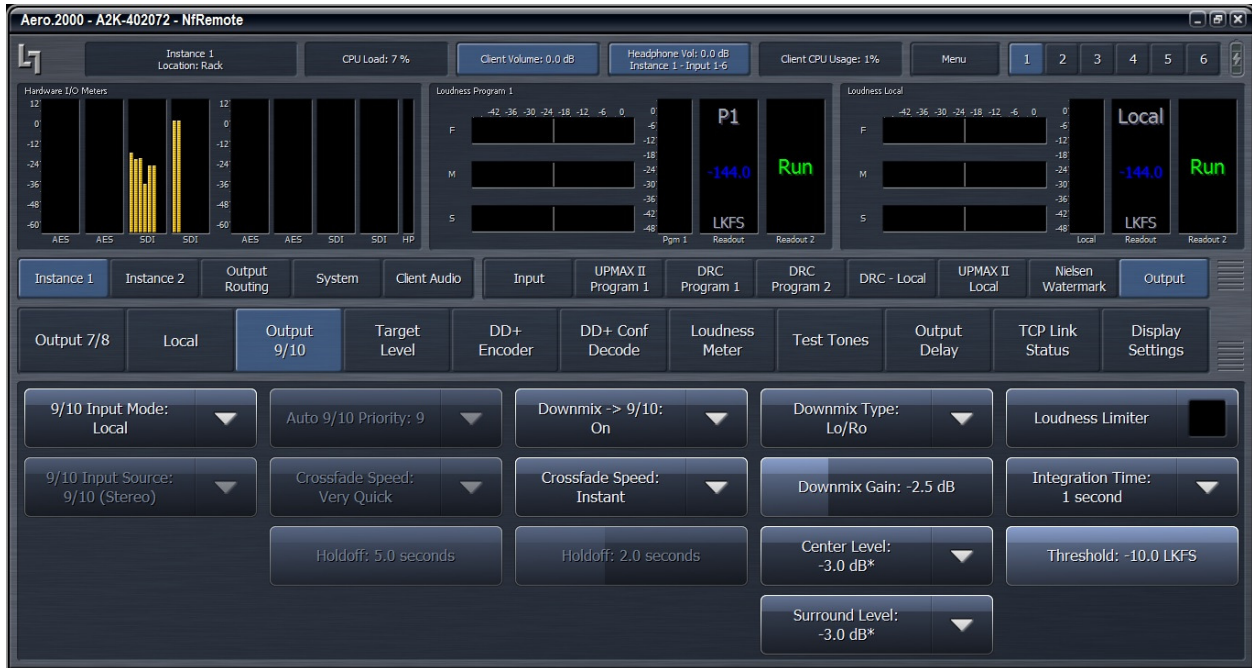 Aero.2000 - A2K-402072 - NfRemote
Instance 1
Location: Rack
CPU Load: 7 %
Client Volume: 0.0 dB
Headphone Vol: 0.0 dB
Instance 1 - Input 1-6
Client CPU Usage: 1%
Menu
1 2 3 4 5 6
Hardware I/O Meters
12
0
-12
-24
-36
-48
-60
12
0
-12
-24
-36
-48
-60
AES AES SDI SDI AES AES SDI SDI HP
Loudness Program 1
-42 -36 -30 -24 -18 -12 -6 0
F
M
S
0
-6
-12
-18
-24
-30
-36
-42
-48
Pgm 1
P1
-144.0
LKFS
Readout
Run
Readout 2
Loudness Local
-42 -36 -30 -24 -18 -12 -6 0
F
M
S
0
-6
-12
-18
-24
-30
-36
-42
-48
Local
Local
-144.0
LKFS
Readout
Run
Readout 2
Instance 1
Instance 2
Output
Routing
System
Client Audio
Input
UPMAX II
Program 1
DRC
Program 1
DRC
Program 2
DRC - Local
UPMAX II
Local
Nielsen
Watermark
Output
Output 7/8
Local
Output
9/10
Target
Level
DD+
Encoder
DD+ Conf
Decode
Loudness
Meter
Test Tones
Output
Delay
TCP Link
Status
Display
Settings
9/10 Input Mode:
Local
Auto 9/10 Priority: 9
Downmix -> 9/10:
On
Downmix Type:
Lo/Ro
Loudness Limiter
9/10 Input Source:
9/10 (Stereo)
Crossfade Speed:
Very Quick
Crossfade Speed:
Instant
Downmix Gain: -2.5 dB
Integration Time:
1 second
Holdoff: 5.0 seconds
Holdoff: 2.0 seconds
Center Level:
-3.0 dB*
Threshold: -10.0 LKFS
Surround Level:
-3.0 dB*